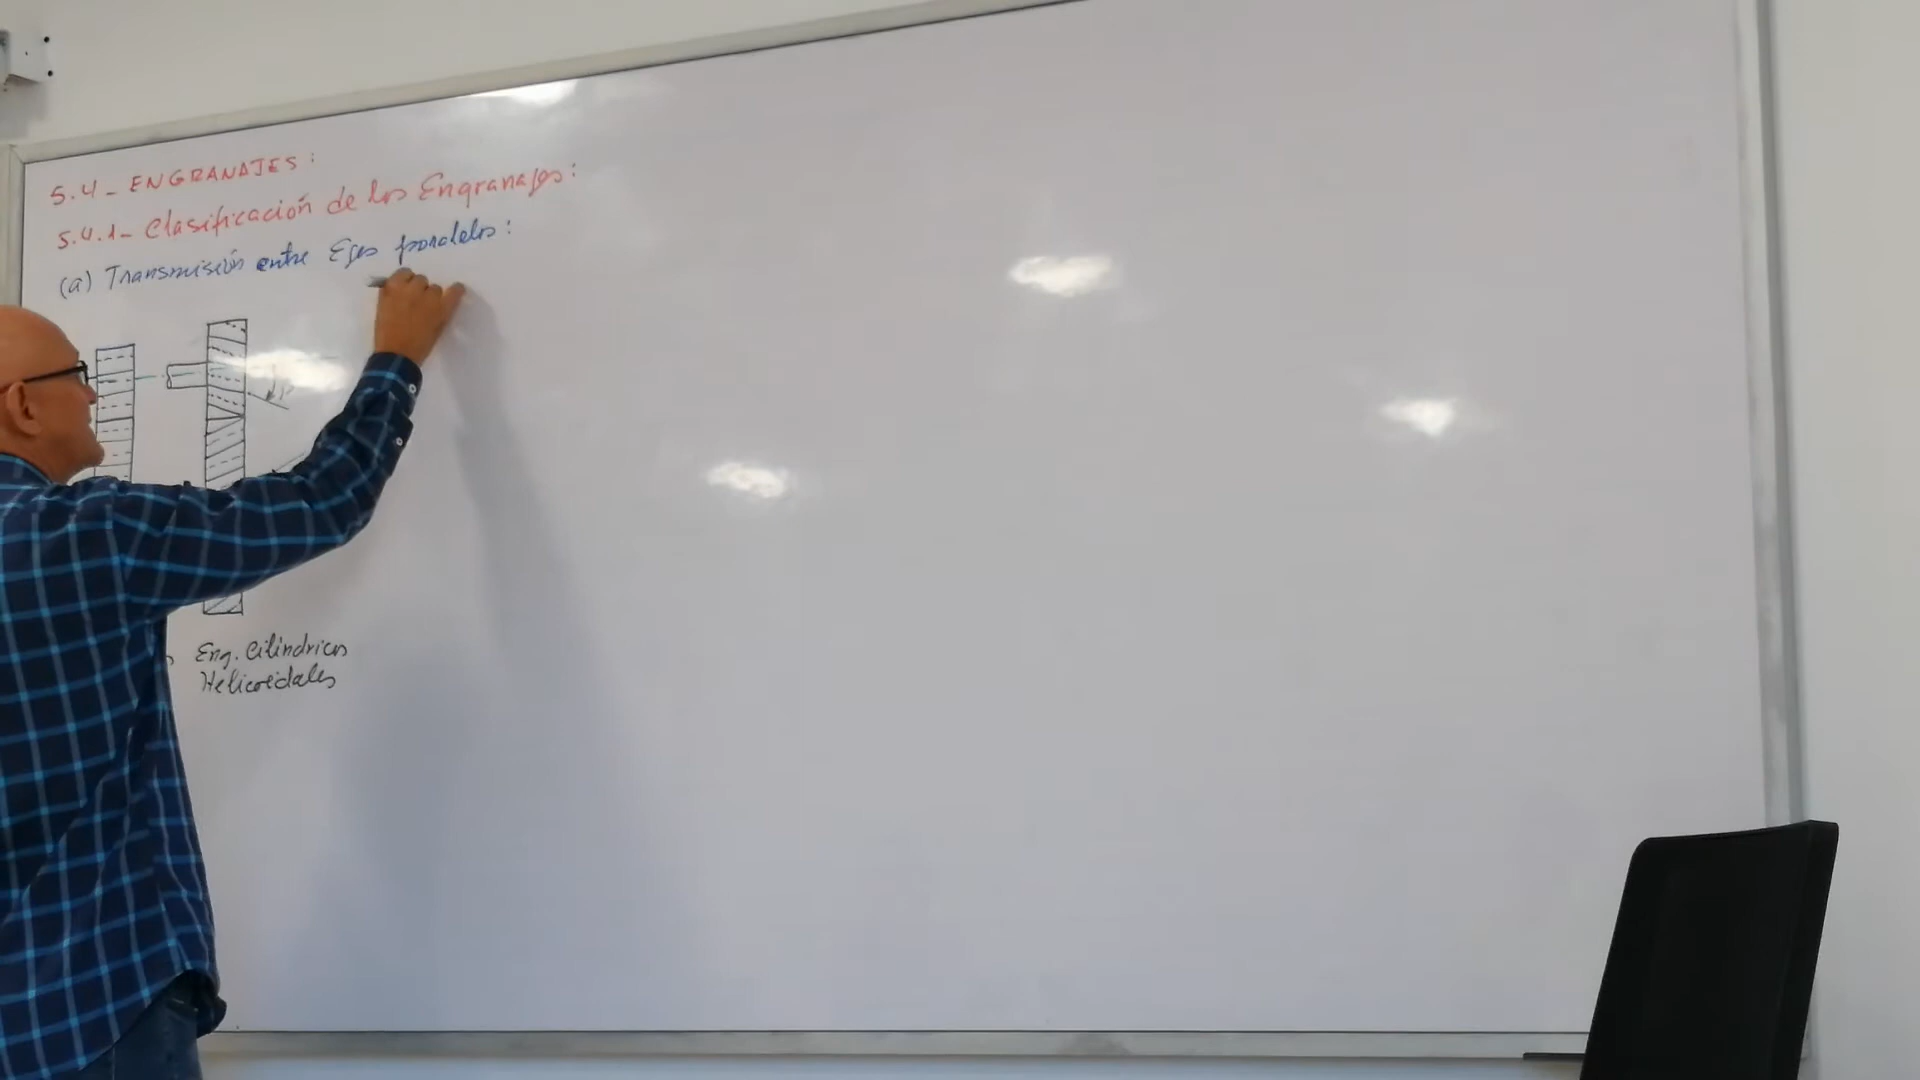 5.4- ENGRANAJES:
5.4.1- Clasificación de los Engranajes:
(a) Transmisión entre Ejes paralelos:
Eng. Cilíndricos
Helicoidales